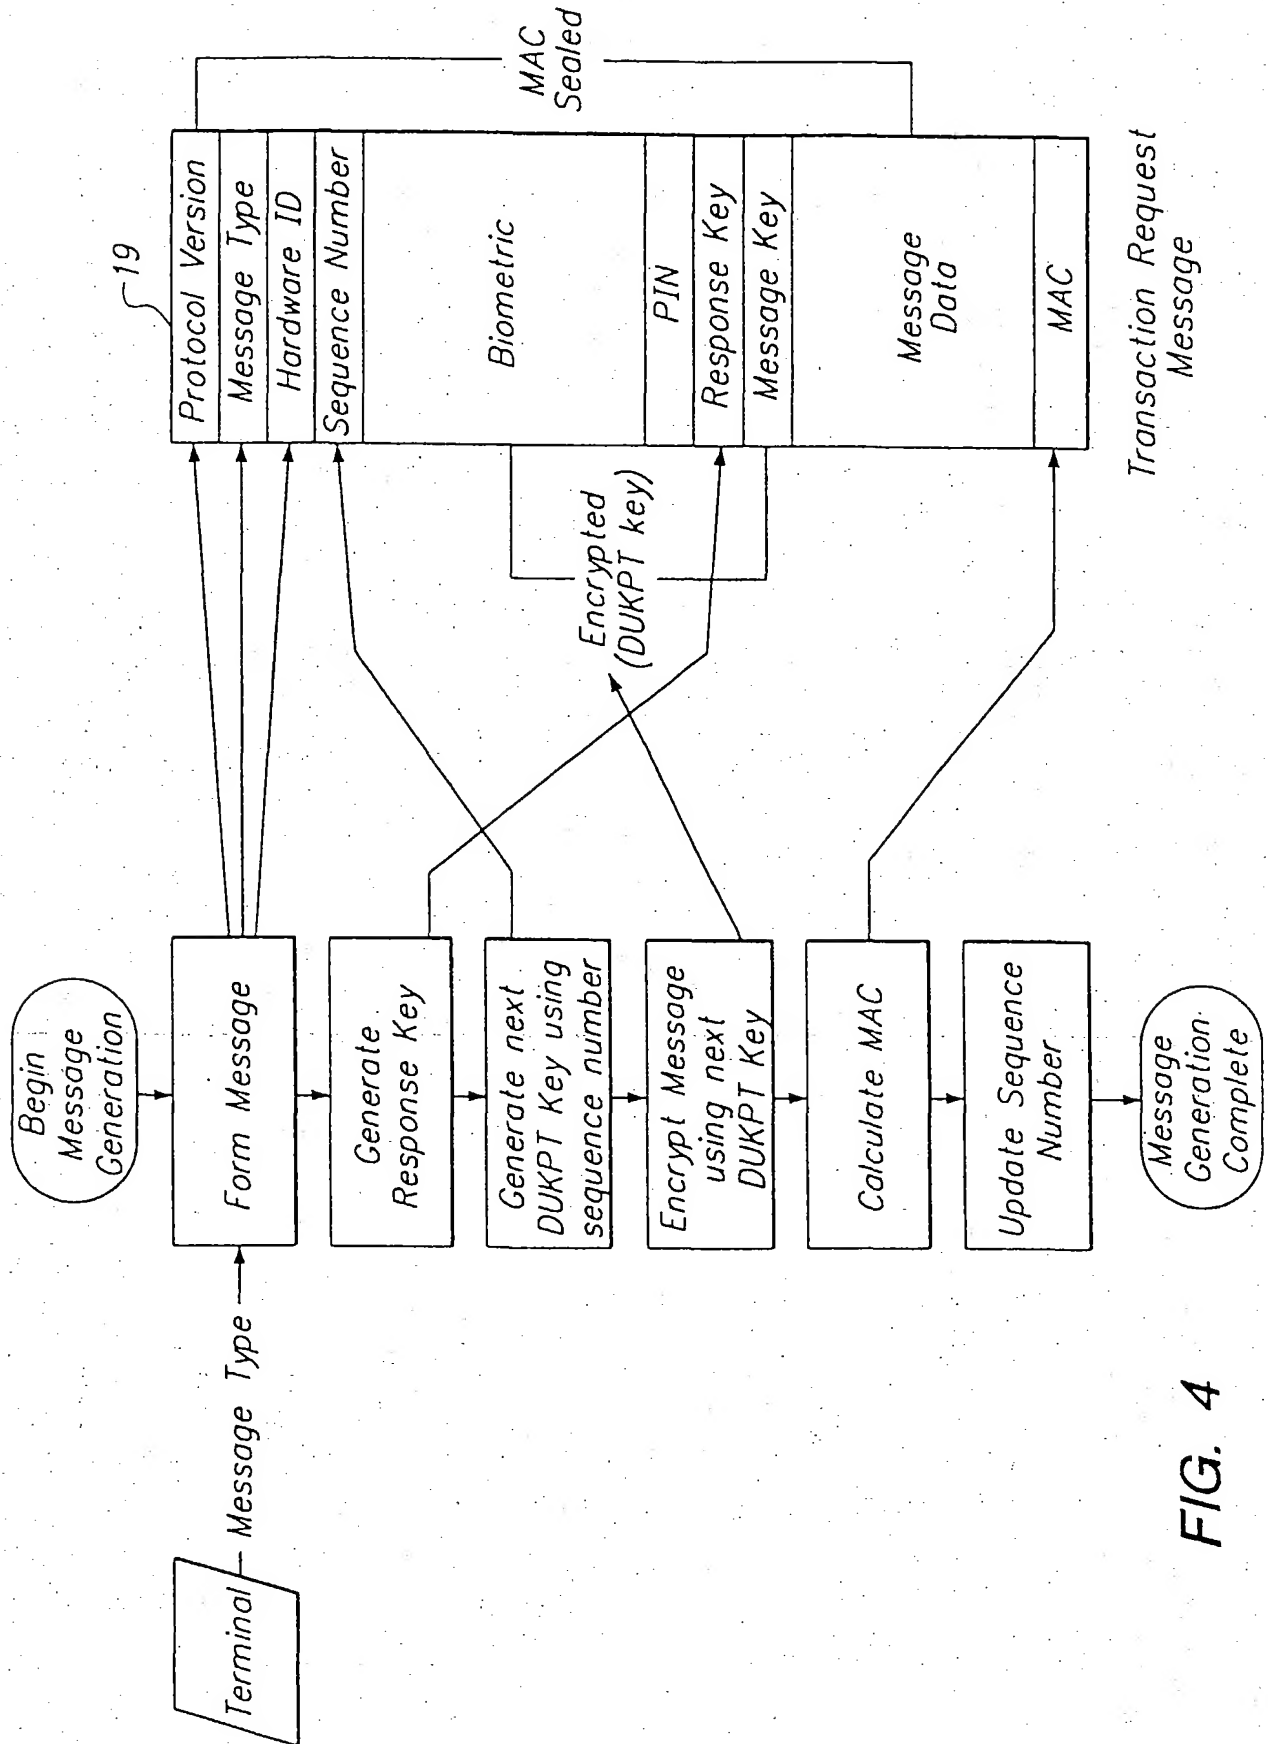 Begin
Message
Generation
Terminal
Message Type
Form Message
Generate
Response Key
Generate next
DUKPT Key using
sequence number
Encrypt Message
using next
DUKPT Key
Calculate MAC
Update Sequence
Number
Message
Generation
Complete
19
Protocol Version
Message Type
Hardware ID
Sequence Number
Biometric
PIN
Response Key
Message Key
Message
Data
MAC
MAC
Sealed
Encrypted
(DUKPT key)
Transaction Request
Message
FIG. 4